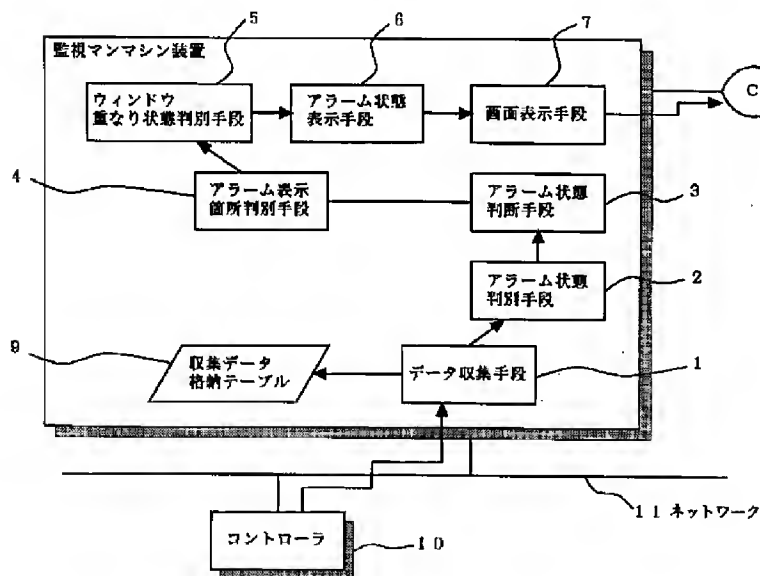 5
6
7
監視マンマシン装置
ウィンドウ
重なり状態判別手段
アラーム状態
表示手段
画面表示手段
C
4
アラーム表示
箇所判別手段
アラーム状態
判断手段
3
アラーム状態
判別手段
2
9
収集データ
格納テーブル
データ収集手段
1
11 ネットワーク
コントローラ
10